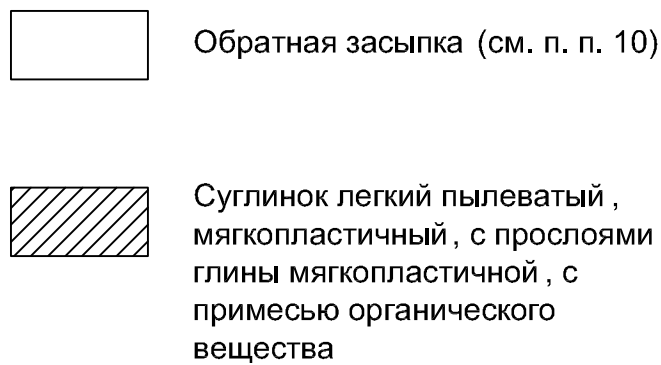 Обратная засыпка (см. п. п. 10)
Суглинок легкий пылеватый ,
мягкопластичный , с прослоями
глины мягкопластичной , с
примесью органического
вещества